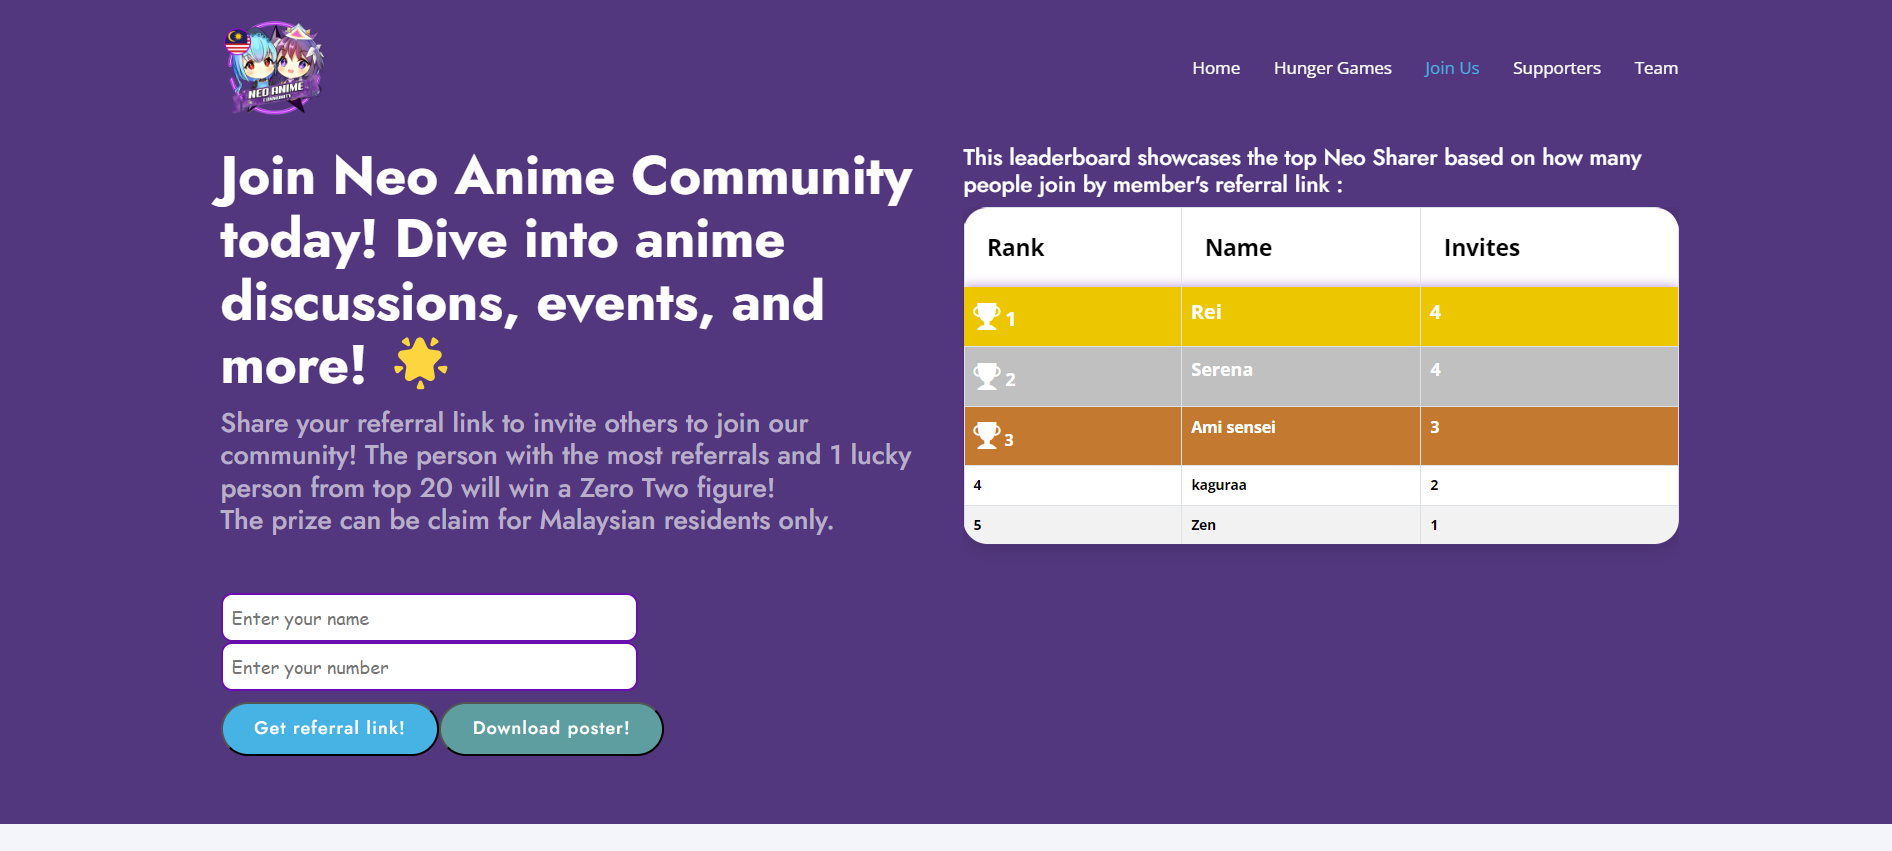 NEO ANIME
COMMUNITY
Home Hunger Games Join Us Supporters Team
Join Neo Anime Community
today! Dive into anime
discussions, events, and
more! 🌟
Share your referral link to invite others to join our
community! The person with the most referrals and 1 lucky
person from top 20 will win a Zero Two figure!
The prize can be claim for Malaysian residents only.
Enter your name
Enter your number
Get referral link! Download poster!
This leaderboard showcases the top Neo Sharer based on how many
people join by member's referral link :
Rank Name Invites
1 Rei 4
2 Serena 4
3 Ami sensei 3
4 kaguraa 2
5 Zen 1